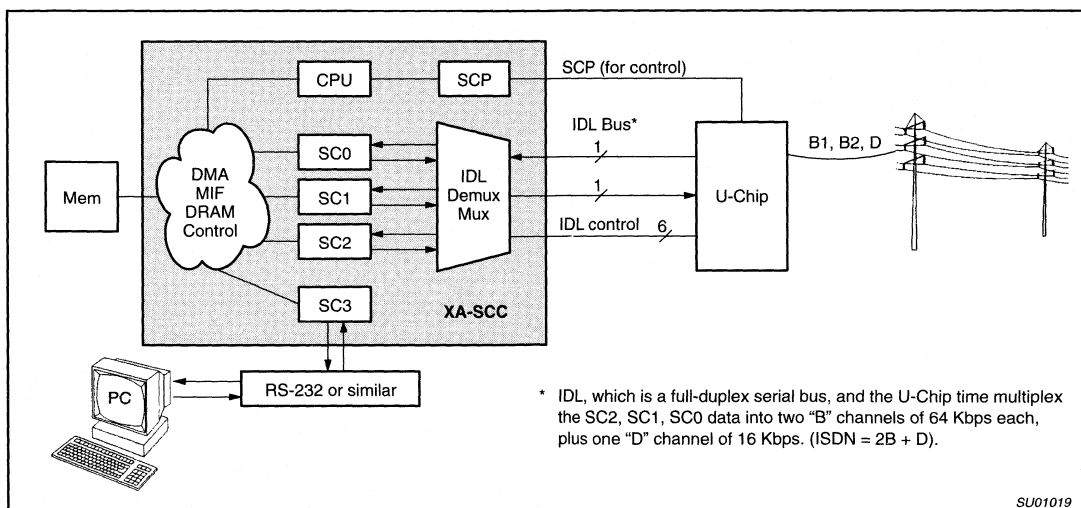 CPU
SCP
SCP (for control)
IDL Bus*
SC0
1
B1, B2, D
Mem
DMA
MIF
DRAM
Control
SC1
IDL
Demux
Mux
1
U-Chip
SC2
IDL control
6
SC3
XA-SCC
PC
RS-232 or similar
* IDL, which is a full-duplex serial bus, and the U-Chip time multiplex
the SC2, SC1, SC0 data into two “B” channels of 64 Kbps each,
plus one “D” channel of 16 Kbps. (ISDN = 2B + D).
SU01019